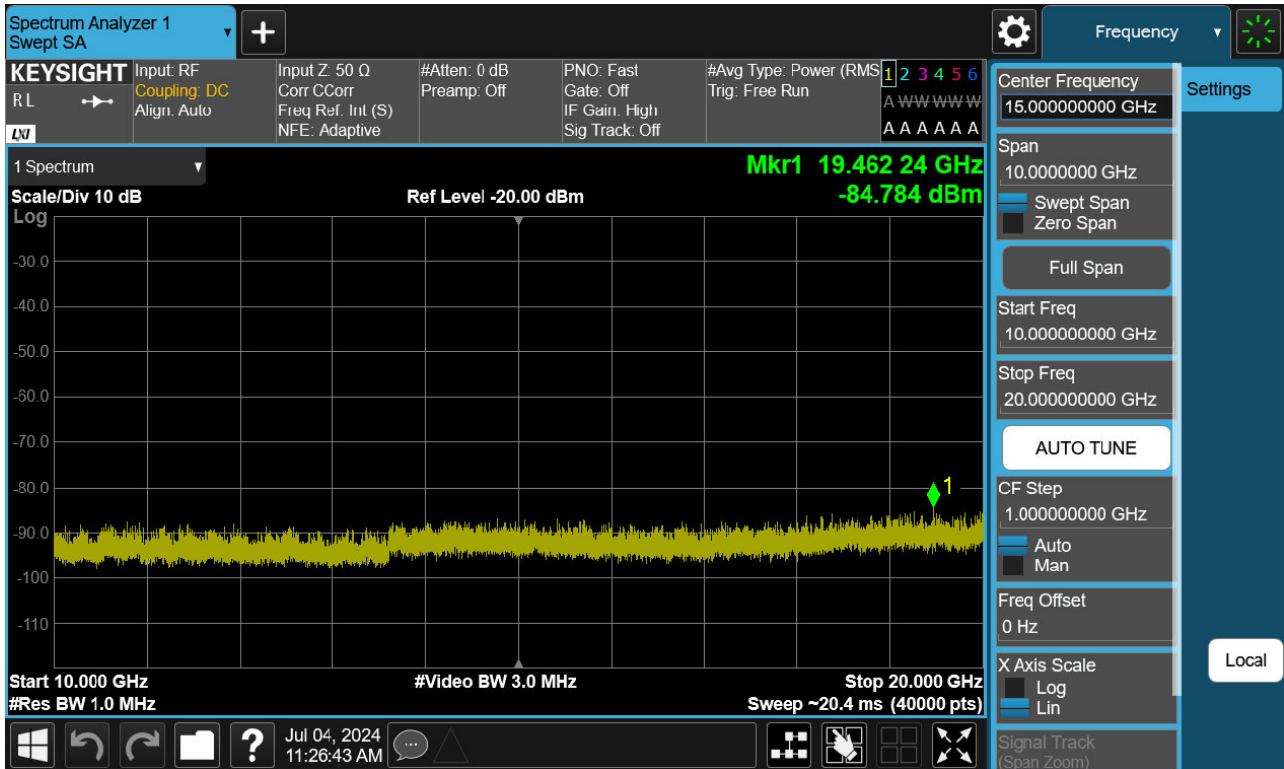 Spectrum Analyzer 1
Swept SA
+
Frequency
KEYSIGHT
R L
LXI
Input: RF
Coupling: DC
Align: Auto
Input Z: 50 Ω
Corr CCorr
Freq Ref: Int (S)
NFE: Adaptive
#Atten: 0 dB
Preamp: Off
PNO: Fast
Gate: Off
IF Gain: High
Sig Track: Off
#Avg Type: Power (RMS
Trig: Free Run
1 2 3 4 5 6
A W W W W W
A A A A A A
1 Spectrum
Scale/Div 10 dB
Log
Ref Level -20.00 dBm
Mkr1 19.462 24 GHz
-84.784 dBm
-30.0
-40.0
-50.0
-60.0
-70.0
-80.0
-90.0
-100
-110
1
Start 10.000 GHz
#Res BW 1.0 MHz
#Video BW 3.0 MHz
Stop 20.000 GHz
Sweep ~20.4 ms (40000 pts)
Center Frequency
15.000000000 GHz
Span
10.0000000 GHz
Swept Span
Zero Span
Full Span
Start Freq
10.000000000 GHz
Stop Freq
20.000000000 GHz
AUTO TUNE
CF Step
1.000000000 GHz
Auto
Man
Freq Offset
0 Hz
X Axis Scale
Log
Lin
Signal Track
(Span Zoom)
Settings
Local
?
Jul 04, 2024
11:26:43 AM